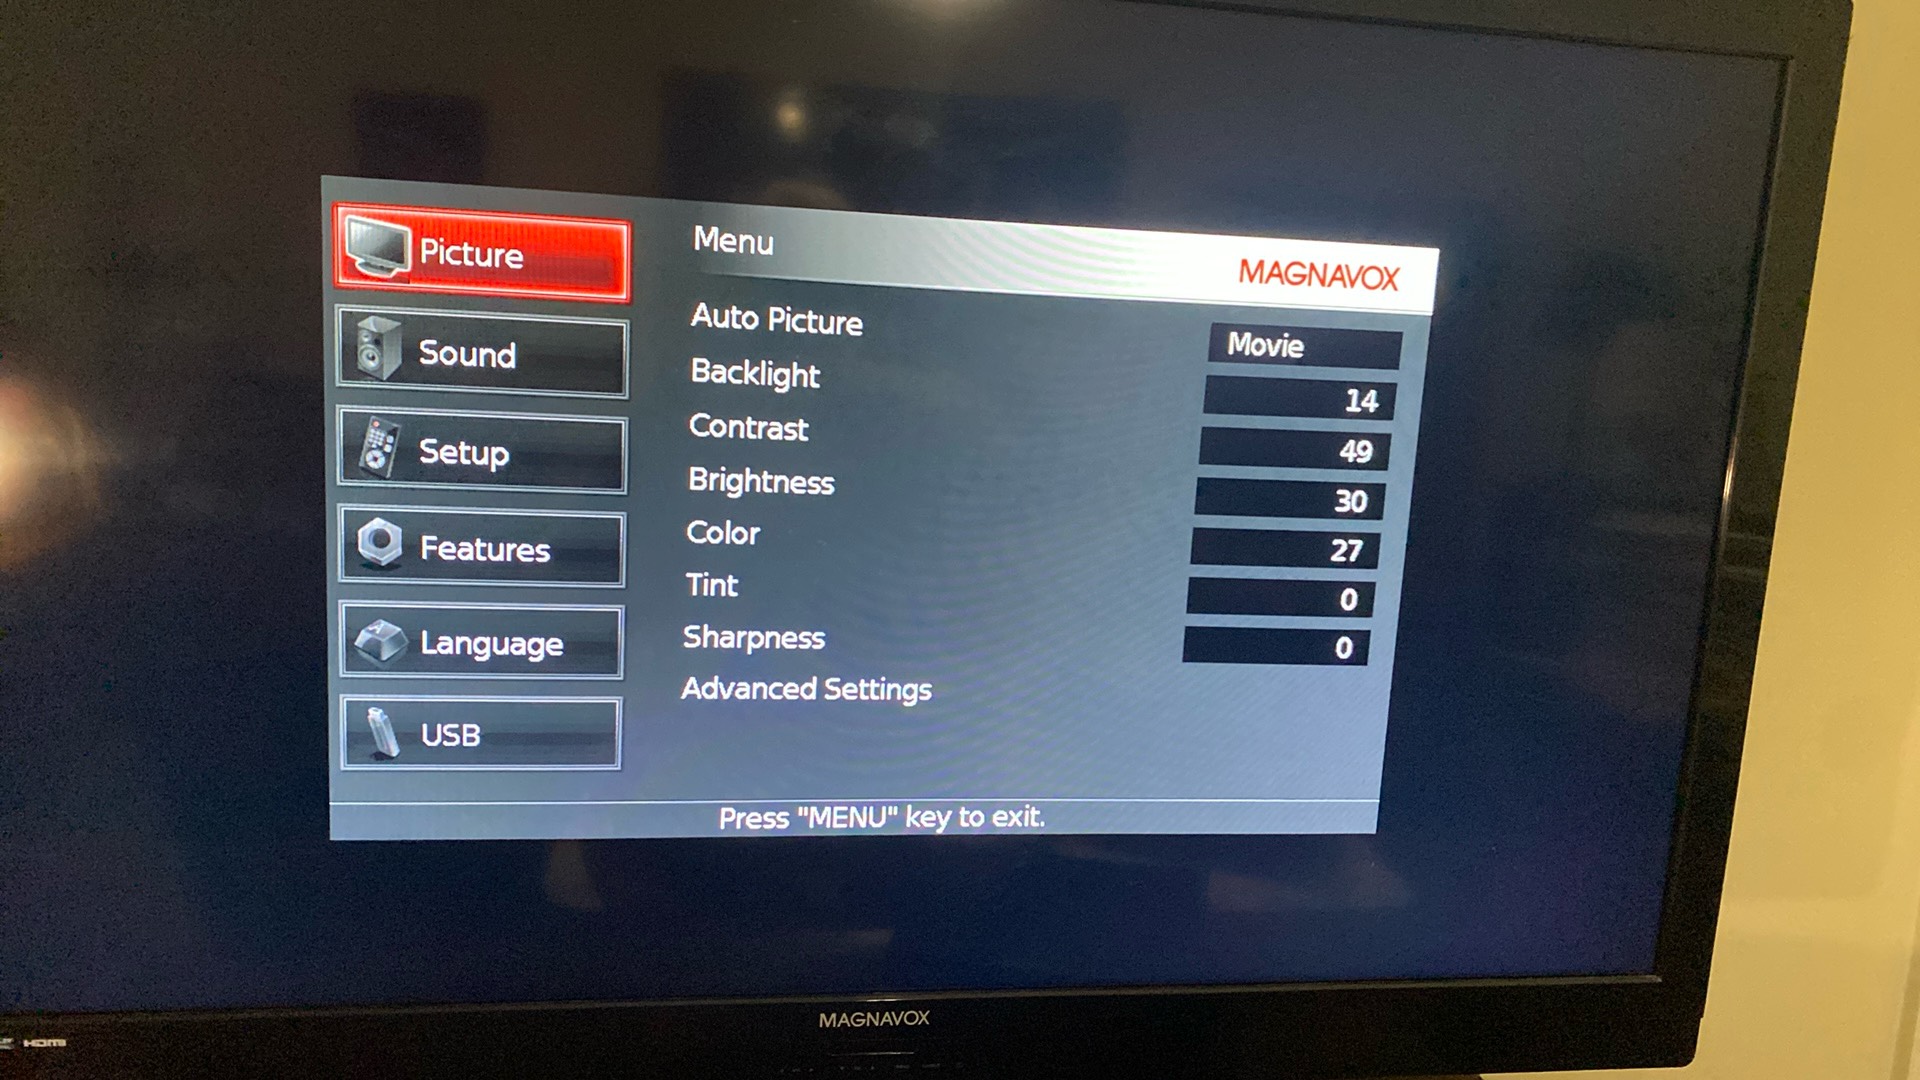 Picture
Sound
Setup
Features
Language
USB
Menu
MAGNAVOX
Auto Picture Movie
Backlight 14
Contrast 49
Brightness 30
Color 27
Tint 0
Sharpness 0
Advanced Settings
Press "MENU" key to exit.
MAGNAVOX
HDMI